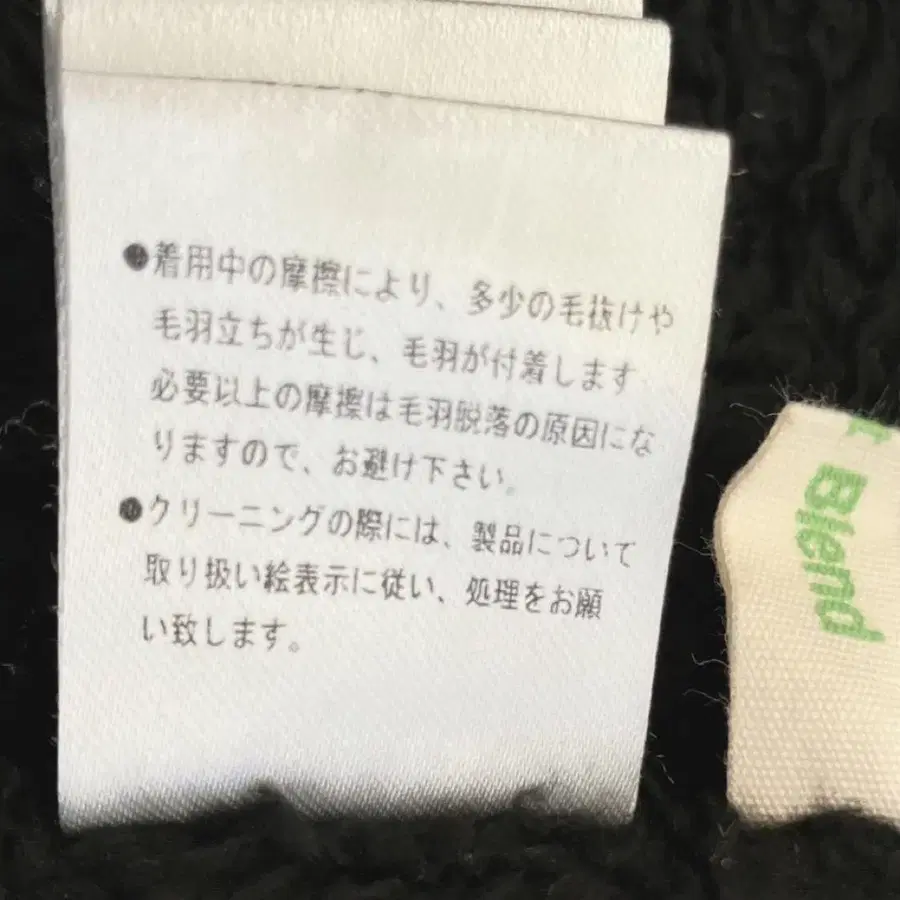 ●着用中の摩擦により、多少の毛抜けや
毛羽立ちが生じ、毛羽が付着します
必要以上の摩擦は毛羽脱落の原因にな
りますので、お避け下さい。
●クリーニングの際には、製品について
取り扱い絵表示に従い、処理をお願
い致します。
Blend